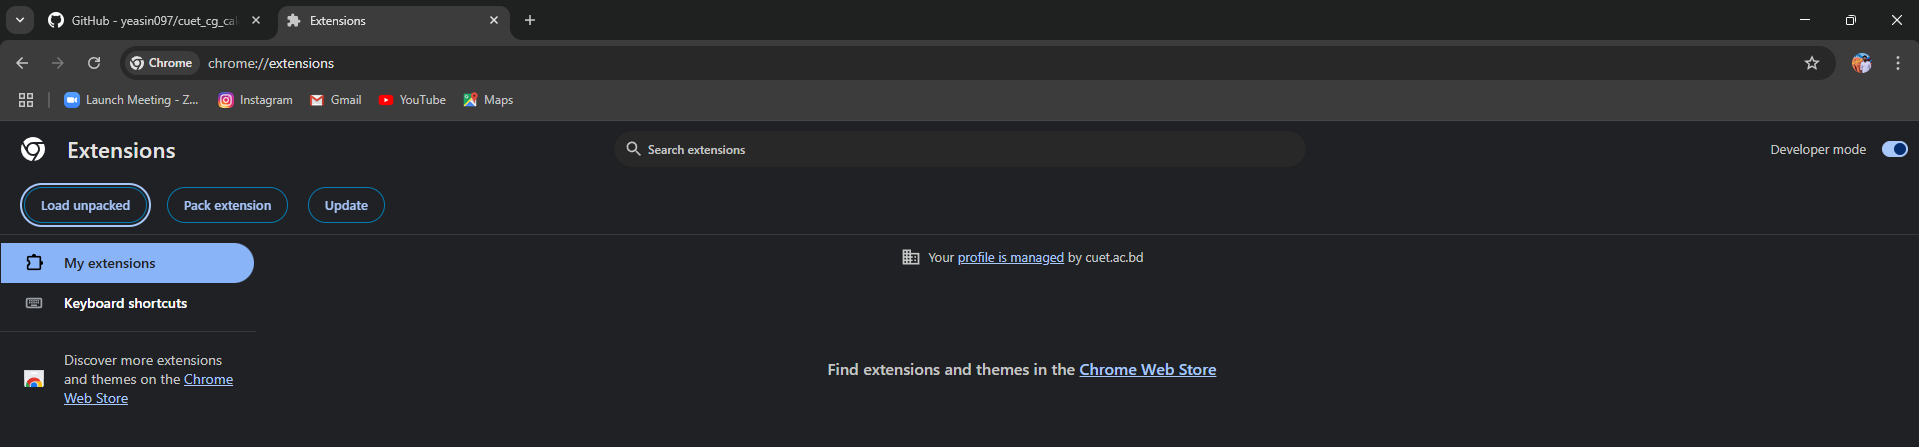 GitHub - yeasin097/cuet_cg_cal
Extensions
Chrome
chrome://extensions
Launch Meeting - Z...
Instagram
Gmail
YouTube
Maps
Extensions
Search extensions
Developer mode
Load unpacked
Pack extension
Update
My extensions
Keyboard shortcuts
Discover more extensions
and themes on the Chrome
Web Store
Your profile is managed by cuet.ac.bd
Find extensions and themes in the Chrome Web Store